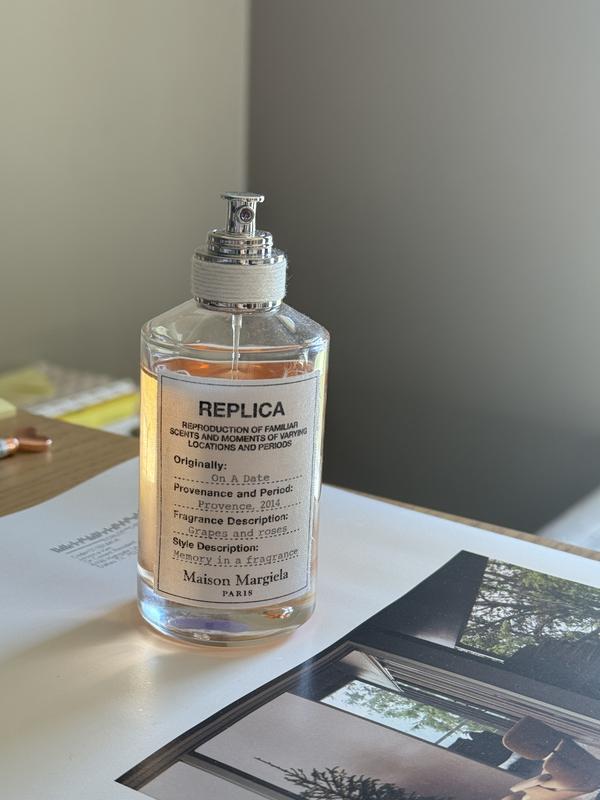 REPLICA
REPRODUCTION OF FAMILIAR
SCENTS AND MOMENTS OF VARYING
LOCATIONS AND PERIODS
Originally:
On A Date
Provenance and Period:
Provence, 2014
Fragrance Description:
Grapes and roses
Style Description:
Memory in a fragrance
Maison Margiela
PARIS